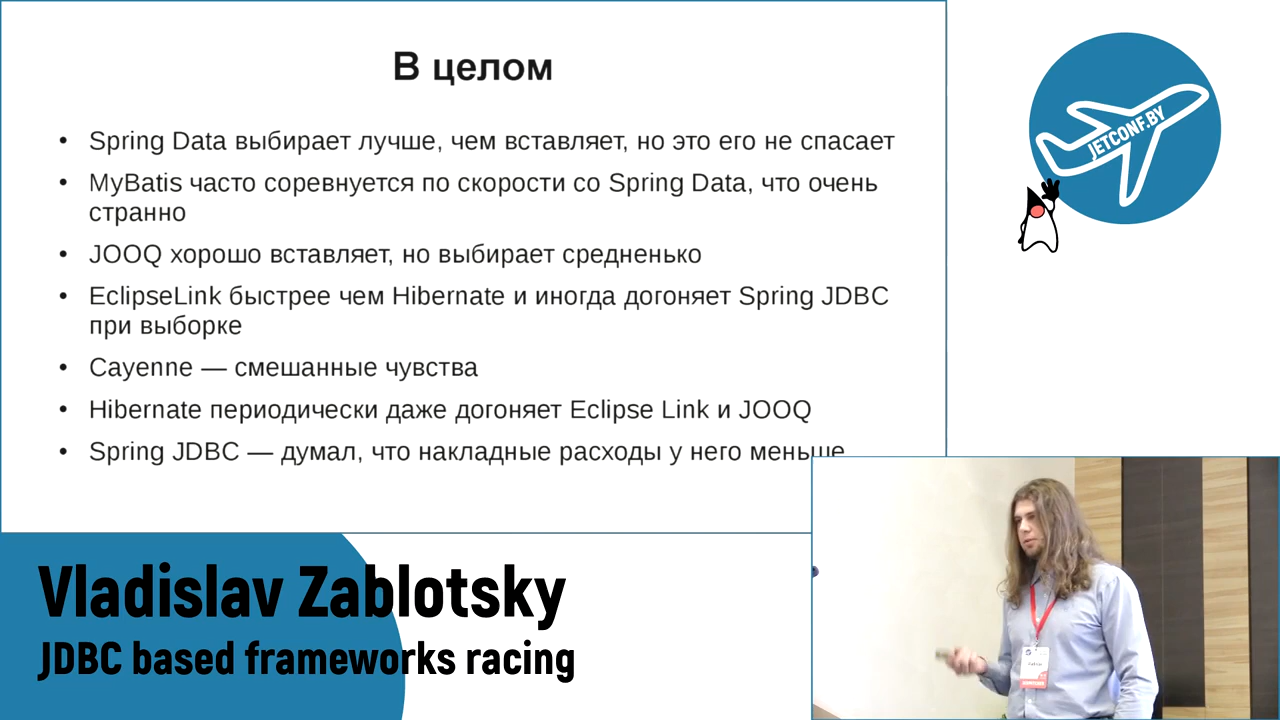 В целом
• Spring Data выбирает лучше, чем вставляет, но это его не спасает
• MyBatis часто соревнуется по скорости со Spring Data, что очень
странно
• JOOQ хорошо вставляет, но выбирает средненько
• EclipseLink быстрее чем Hibernate и иногда догоняет Spring JDBC
при выборке
• Cayenne — смешанные чувства
• Hibernate периодически даже догоняет Eclipse Link и JOOQ
• Spring JDBC — думал, что накладные расходы у него меньше
JETCONF.BY
Vladislav Zablotsky
JDBC based frameworks racing